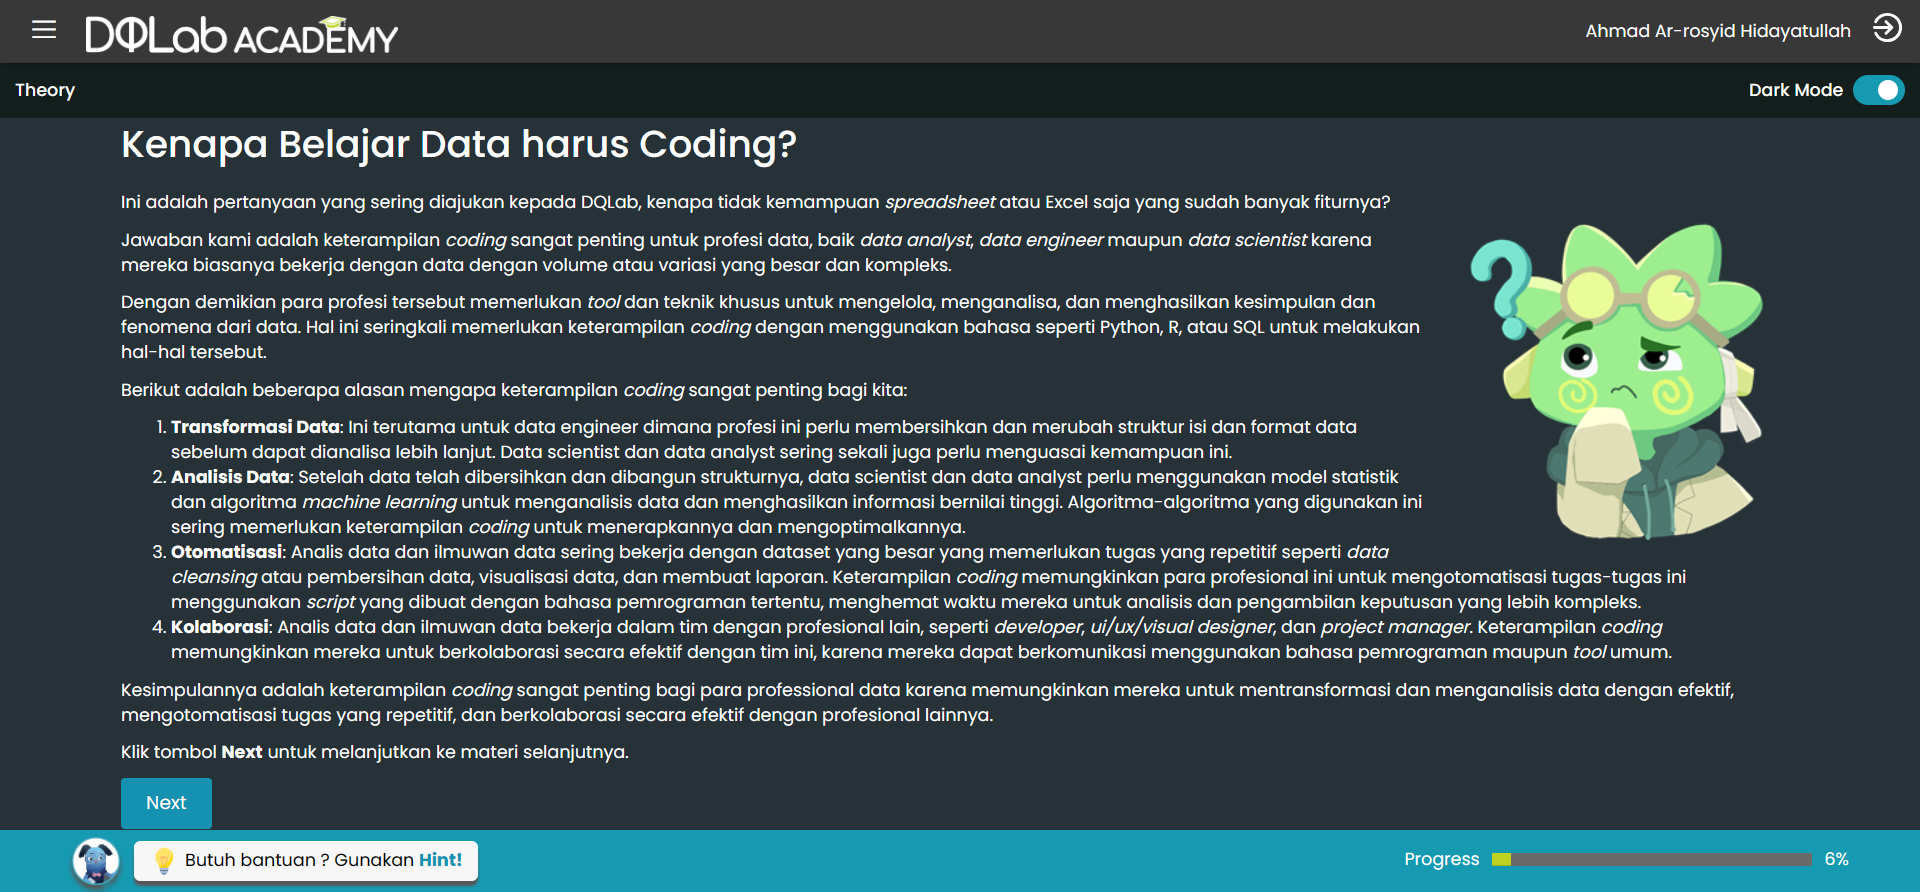 DQLab ACADEMY
Ahmad Ar-rosyid Hidayatullah
Theory
Dark Mode
Kenapa Belajar Data harus Coding?
Ini adalah pertanyaan yang sering diajukan kepada DQLab, kenapa tidak kemampuan spreadsheet atau Excel saja yang sudah banyak fiturnya?
Jawaban kami adalah keterampilan coding sangat penting untuk profesi data, baik data analyst, data engineer maupun data scientist karena
mereka biasanya bekerja dengan data dengan volume atau variasi yang besar dan kompleks.
Dengan demikian para profesi tersebut memerlukan tool dan teknik khusus untuk mengelola, menganalisa, dan menghasilkan kesimpulan dan
fenomena dari data. Hal ini seringkali memerlukan keterampilan coding dengan menggunakan bahasa seperti Python, R, atau SQL untuk melakukan
hal-hal tersebut.
Berikut adalah beberapa alasan mengapa keterampilan coding sangat penting bagi kita:
1. Transformasi Data: Ini terutama untuk data engineer dimana profesi ini perlu membersihkan dan merubah struktur isi dan format data
sebelum dapat dianalisa lebih lanjut. Data scientist dan data analyst sering sekali juga perlu menguasai kemampuan ini.
2. Analisis Data: Setelah data telah dibersihkan dan dibangun strukturnya, data scientist dan data analyst perlu menggunakan model statistik
dan algoritma machine learning untuk menganalisis data dan menghasilkan informasi bernilai tinggi. Algoritma-algoritma yang digunakan ini
sering memerlukan keterampilan coding untuk menerapkannya dan mengoptimalkannya.
3. Otomatisasi: Analis data dan ilmuwan data sering bekerja dengan dataset yang besar yang memerlukan tugas yang repetitif seperti data
cleansing atau pembersihan data, visualisasi data, dan membuat laporan. Keterampilan coding memungkinkan para profesional ini untuk mengotomatisasi tugas-tugas ini
menggunakan script yang dibuat dengan bahasa pemrograman tertentu, menghemat waktu mereka untuk analisis dan pengambilan keputusan yang lebih kompleks.
4. Kolaborasi: Analis data dan ilmuwan data bekerja dalam tim dengan profesional lain, seperti developer, ui/ux/visual designer, dan project manager. Keterampilan coding
memungkinkan mereka untuk berkolaborasi secara efektif dengan tim ini, karena mereka dapat berkomunikasi menggunakan bahasa pemrograman maupun tool umum.
Kesimpulannya adalah keterampilan coding sangat penting bagi para professional data karena memungkinkan mereka untuk mentransformasi dan menganalisis data dengan efektif,
mengotomatisasi tugas yang repetitif, dan berkolaborasi secara efektif dengan profesional lainnya.
Klik tombol Next untuk melanjutkan ke materi selanjutnya.
Next
Butuh bantuan ? Gunakan Hint!
Progress 6%